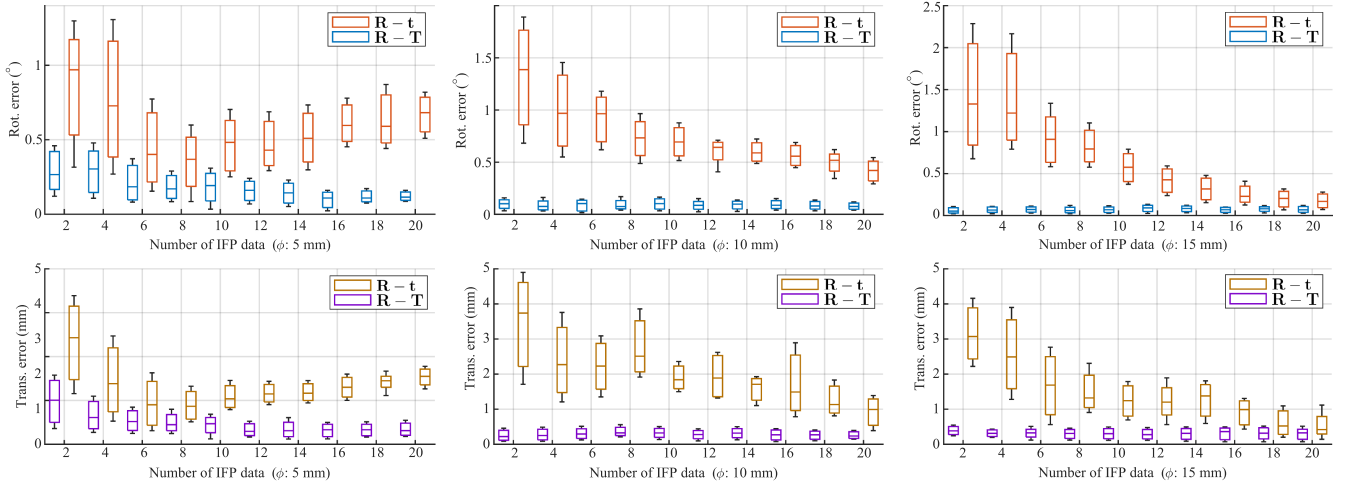 R − t
R − T
1
0.5
0
Rot. error (°)
2 4 6 8 10 12 14 16 18 20
Number of IFP data (ϕ: 5 mm)
R − t
R − T
1.5
1
0.5
0
Rot. error (°)
2 4 6 8 10 12 14 16 18 20
Number of IFP data (ϕ: 10 mm)
R − t
R − T
2.5
2
1.5
1
0.5
0
Rot. error (°)
2 4 6 8 10 12 14 16 18 20
Number of IFP data (ϕ: 15 mm)
R − t
R − T
5
4
3
2
1
0
Trans. error (mm)
2 4 6 8 10 12 14 16 18 20
Number of IFP data (ϕ: 5 mm)
R − t
R − T
5
4
3
2
1
0
Trans. error (mm)
2 4 6 8 10 12 14 16 18 20
Number of IFP data (ϕ: 10 mm)
R − t
R − T
5
4
3
2
1
0
Trans. error (mm)
2 4 6 8 10 12 14 16 18 20
Number of IFP data (ϕ: 15 mm)